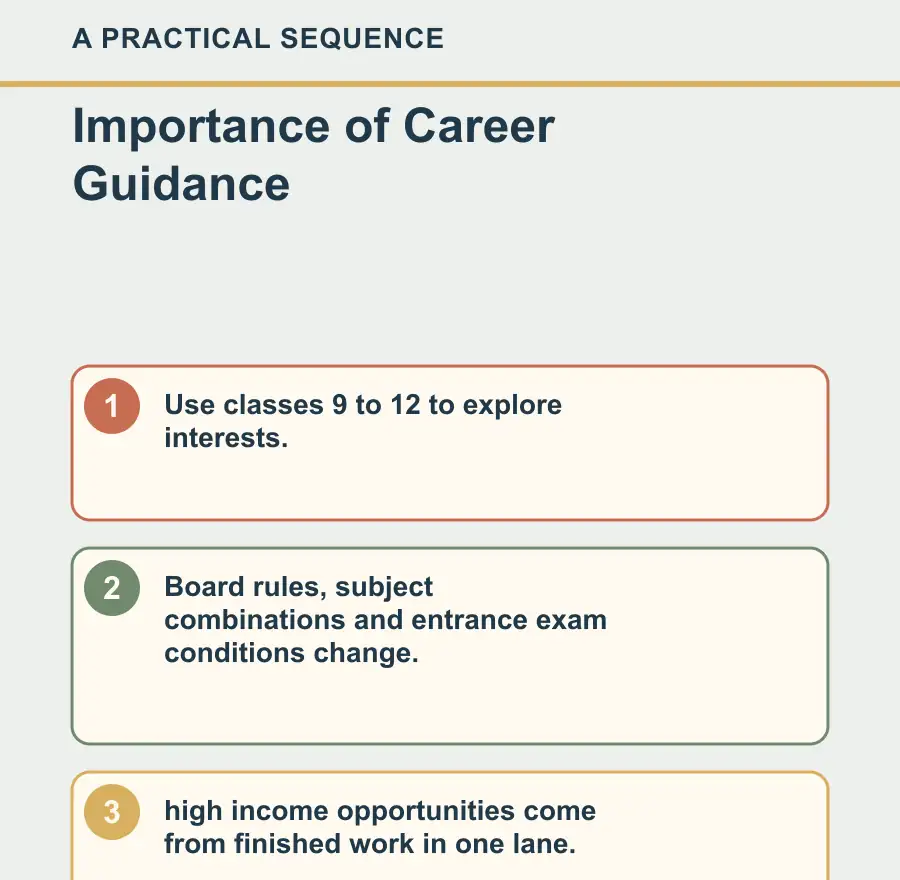 A PRACTICAL SEQUENCE
Importance of Career
Guidance
1
Use classes 9 to 12 to explore
interests.
2
Board rules, subject
combinations and entrance exam
conditions change.
3
high income opportunities come
from finished work in one lane.